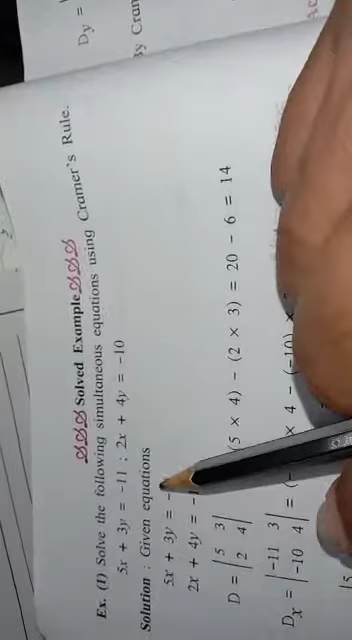 Solved Example
Ex. (1) Solve the following simultaneous equations using Cramer's Rule.
5x + 3y = -11 ; 2x + 4y = -10
Solution : Given equations
5x + 3y = -
2x + 4y = -1
D = |5 3| (5 × 4) - (2 × 3) = 20 - 6 = 14
|2 4|
Dx = |-11 3| = (- × 4 - (-10) ×
|-10 4|
|5
Dy =
By Cram